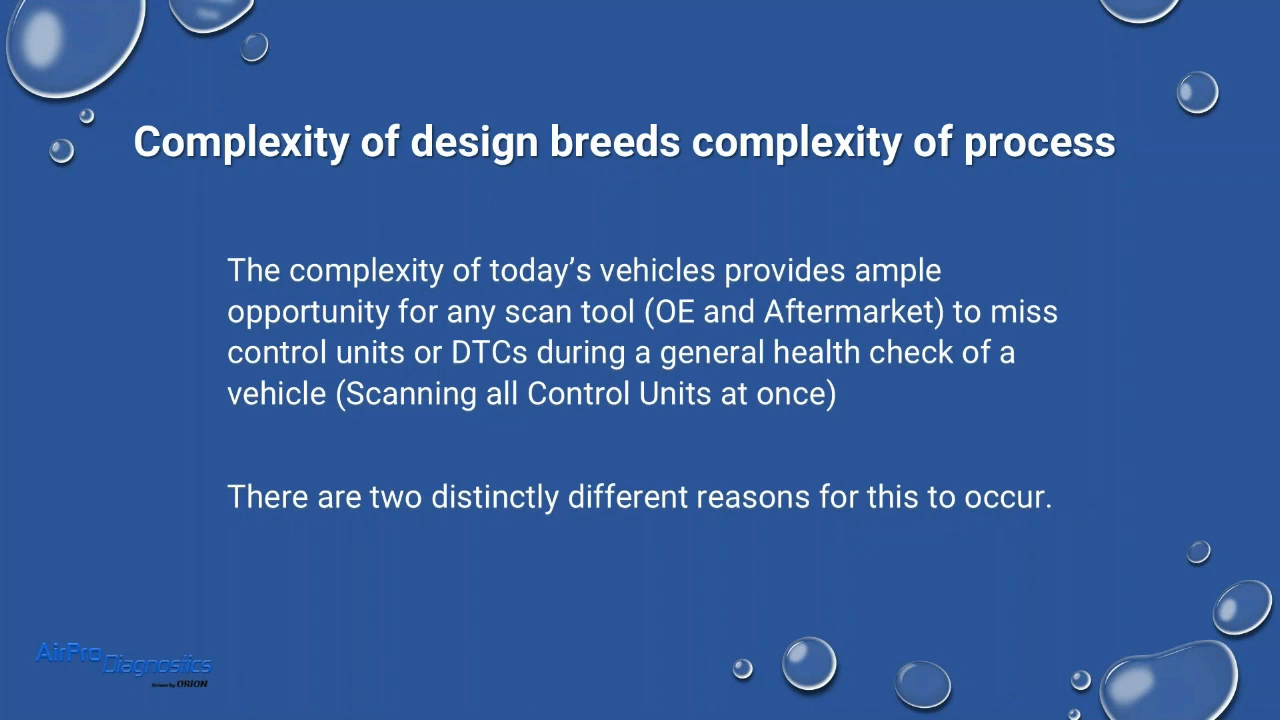 Complexity of design breeds complexity of process
The complexity of today’s vehicles provides ample
opportunity for any scan tool (OE and Aftermarket) to miss
control units or DTCs during a general health check of a
vehicle (Scanning all Control Units at once)
There are two distinctly different reasons for this to occur.
AirPro Diagnostics
Driven by ORION